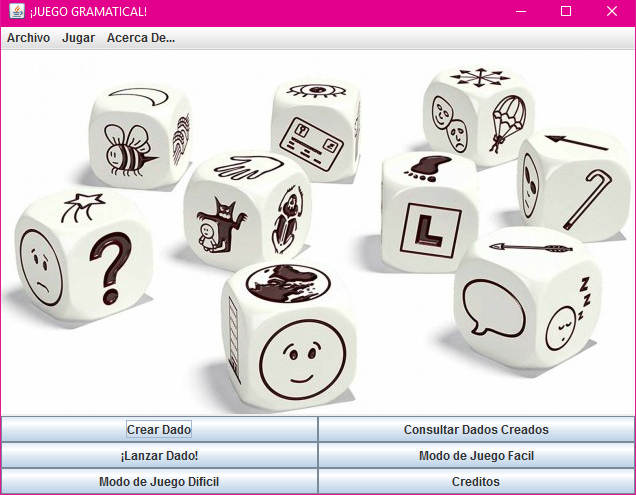 ¡JUEGO GRAMATICAL!
Archivo Jugar Acerca De...
?
L
z z z
Crear Dado Consultar Dados Creados
¡Lanzar Dado! Modo de Juego Facil
Modo de Juego Dificil Creditos